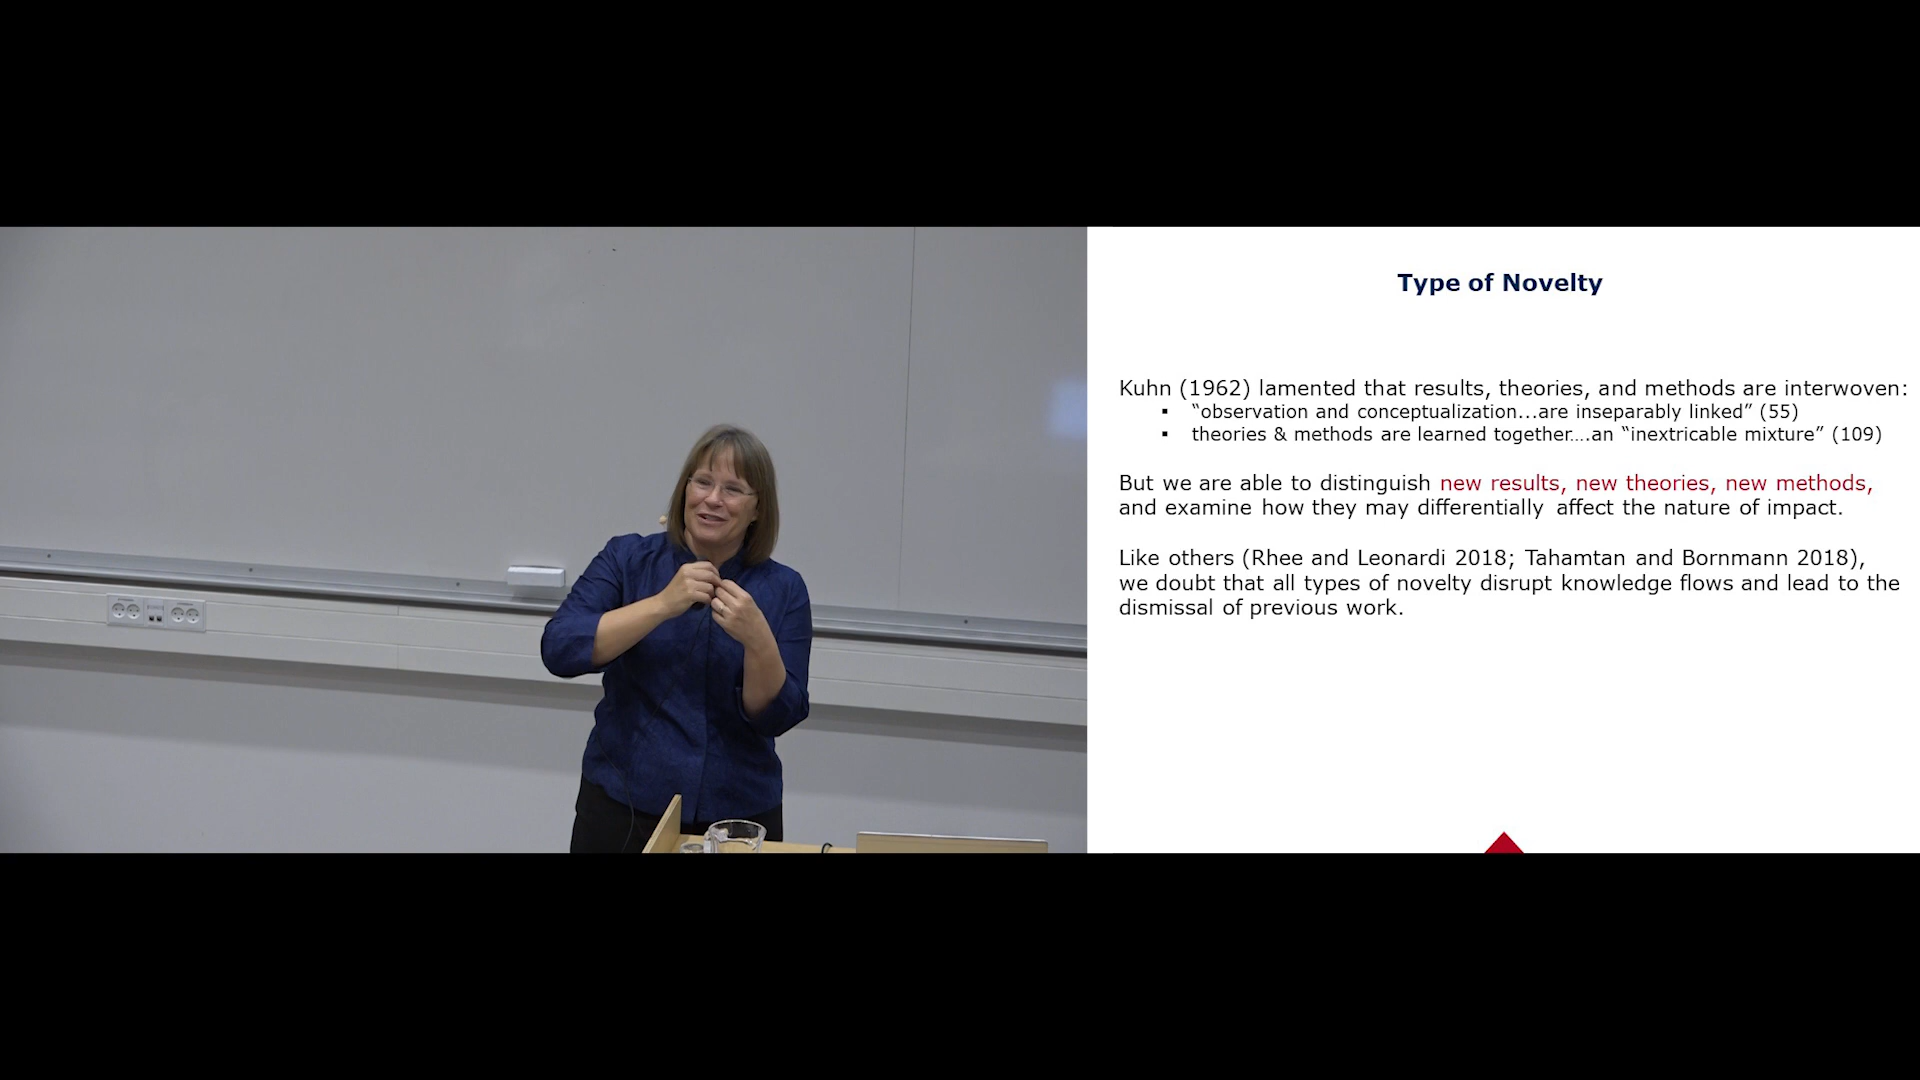 Type of Novelty
Kuhn (1962) lamented that results, theories, and methods are interwoven:
▪ “observation and conceptualization...are inseparably linked” (55)
▪ theories & methods are learned together....an “inextricable mixture” (109)
But we are able to distinguish new results, new theories, new methods,
and examine how they may differentially affect the nature of impact.
Like others (Rhee and Leonardi 2018; Tahamtan and Bornmann 2018),
we doubt that all types of novelty disrupt knowledge flows and lead to the
dismissal of previous work.